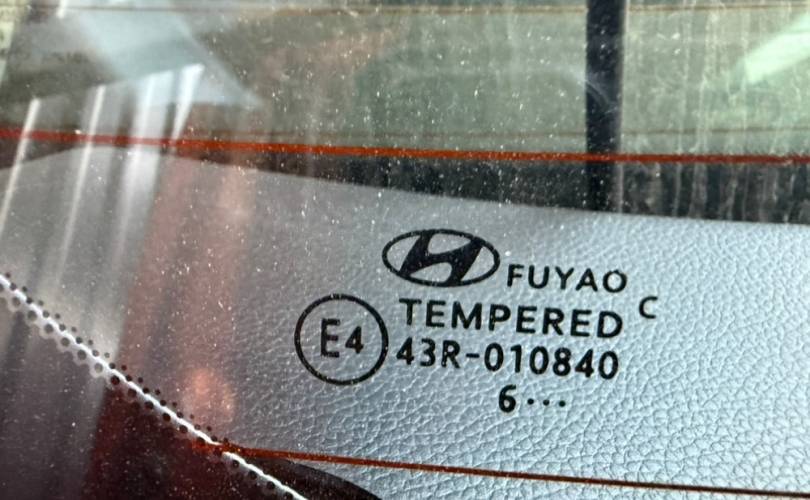 FUYAO
TEMPERED C
E4 43R-010840
6···